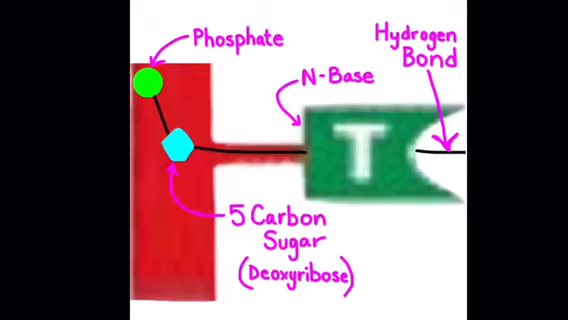 Phosphate
Hydrogen
Bond
N-Base
T
5 Carbon
Sugar
(Deoxyribose)